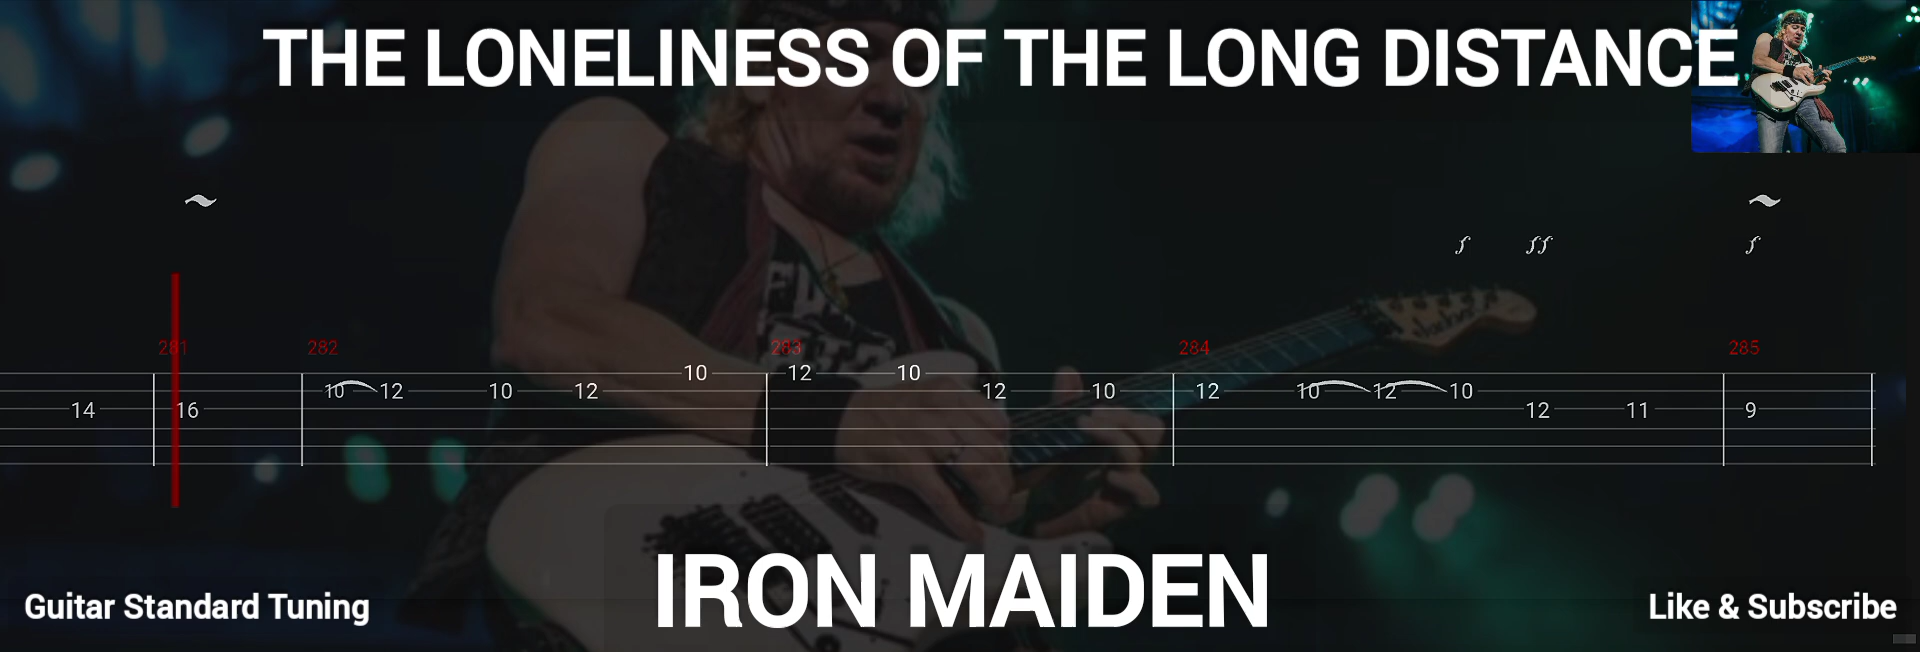 THE LONELINESS OF THE LONG DISTANCE
281 282 283 284 285
10 12 10
10 12 10 12 12 10 12 10 12 10
14 16 12 11 9
IRON MAIDEN
Guitar Standard Tuning
Like & Subscribe